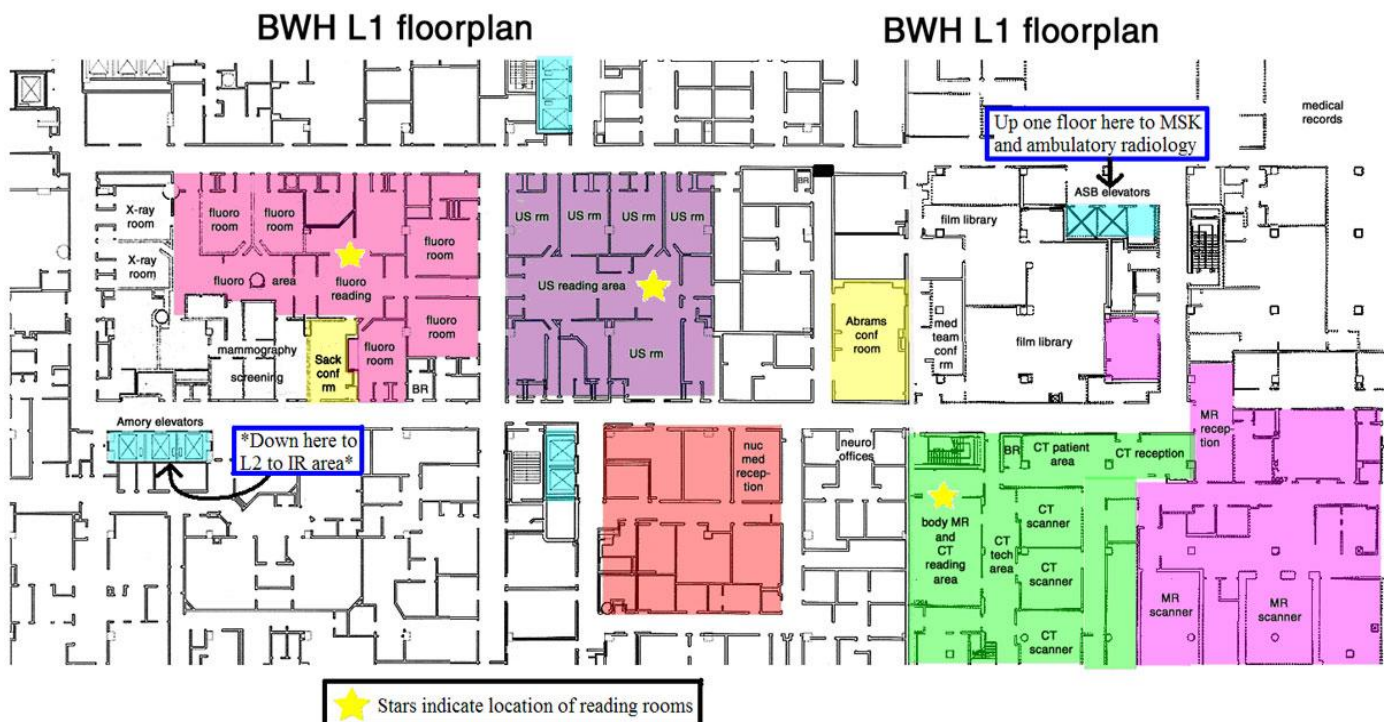 BWH L1 floorplan
BWH L1 floorplan
medical
records
Up one floor here to MSK
and ambulatory radiology
ASB elevators
X-ray
room
fluoro
room
fluoro
room
fluoro
room
X-ray
room
fluoro area
fluoro
reading
fluoro
room
fluoro
room
mammography
screening
Sack
conf
rm
BR
US rm
US rm
US rm
US rm
US reading area
US rm
BR
Abrams
conf
room
film library
med
team
conf
rm
film library
MR
recep-
tion
Amory elevators
*Down here to
L2 to IR area*
nuc
med
recep-
tion
neuro
offices
BR
CT patient
area
CT reception
body MR
and
CT
reading
area
CT
tech
area
CT
scanner
CT
scanner
CT
scanner
MR
scanner
MR
scanner
Stars indicate location of reading rooms